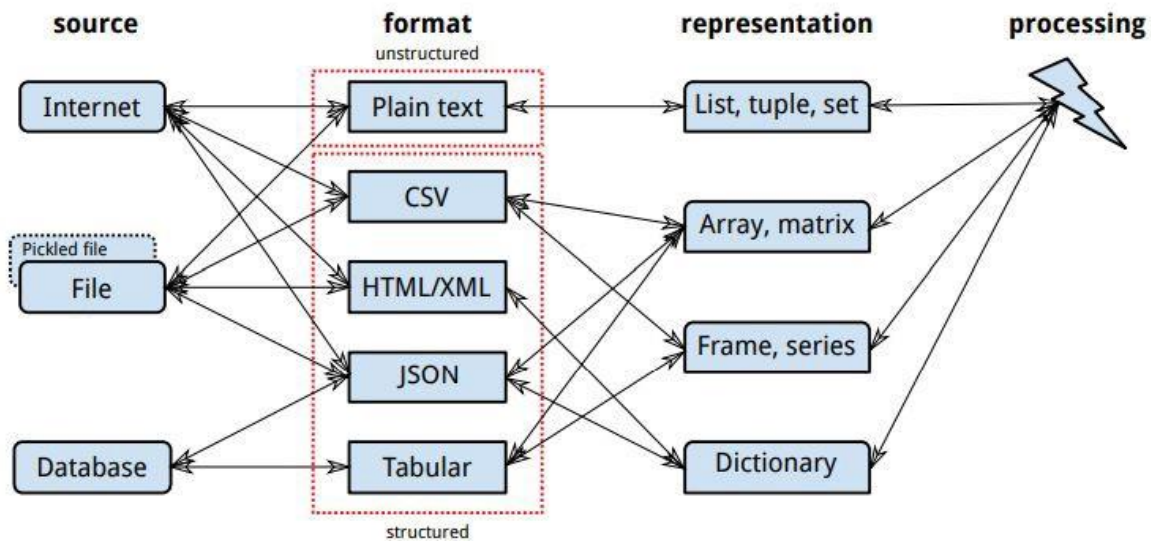 source format representation processing
unstructured
Internet Plain text List, tuple, set
CSV Array, matrix
Pickled file
File HTML/XML
Frame, series
JSON
Database Tabular Dictionary
structured